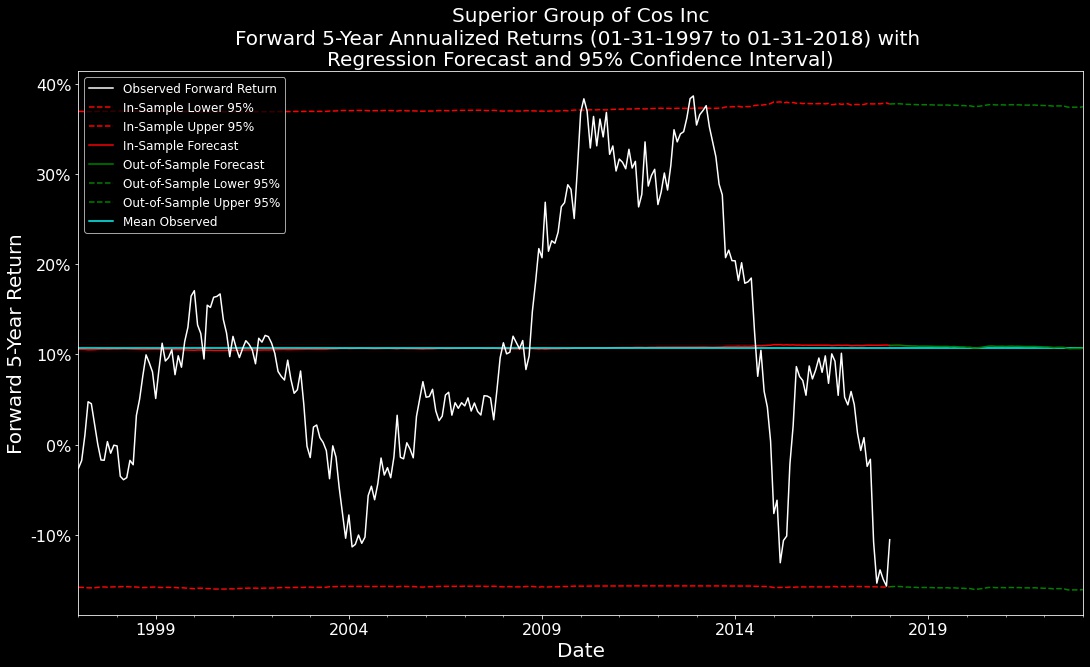 Superior Group of Cos Inc
Forward 5-Year Annualized Returns (01-31-1997 to 01-31-2018) with
Regression Forecast and 95% Confidence Interval)
Observed Forward Return
In-Sample Lower 95%
In-Sample Upper 95%
In-Sample Forecast
Out-of-Sample Forecast
Out-of-Sample Lower 95%
Out-of-Sample Upper 95%
Mean Observed
Forward 5-Year Return
40%
30%
20%
10%
0%
-10%
1999
2004
2009
2014
2019
Date